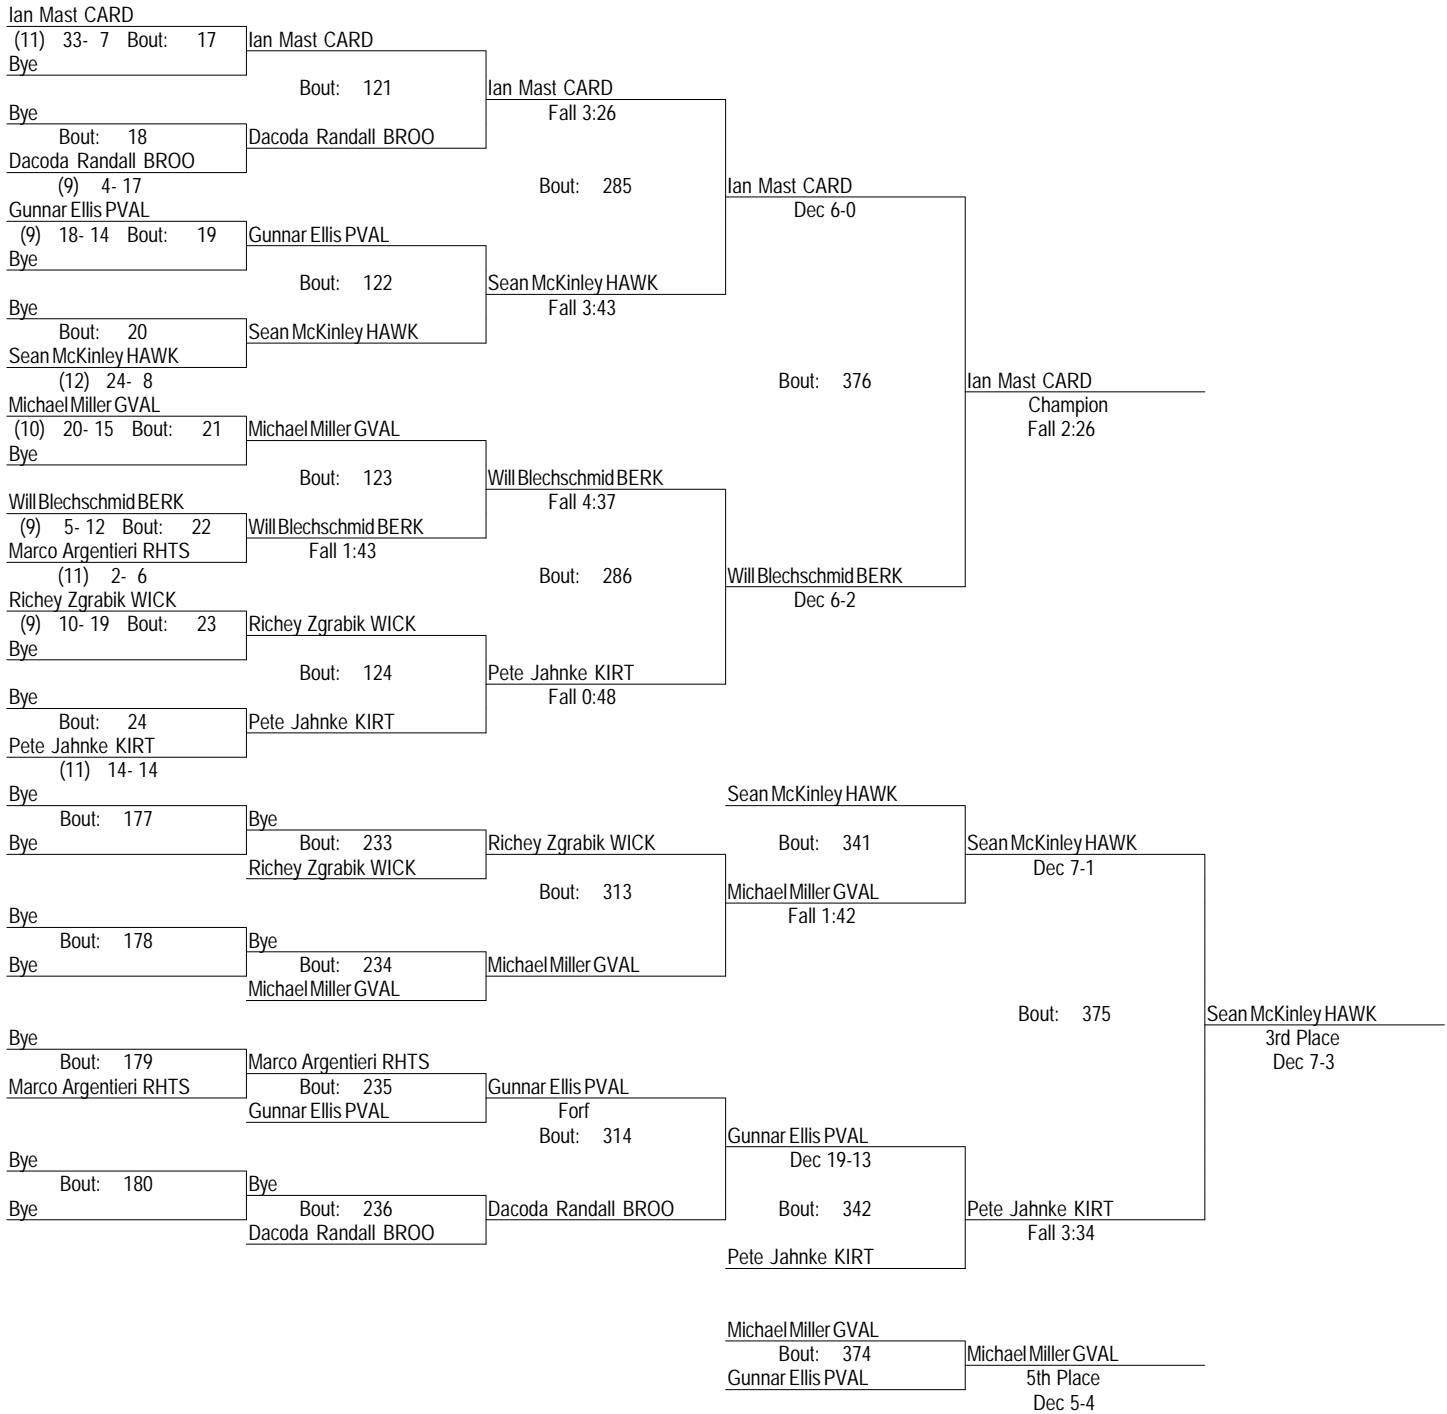 Ian Mast CARD
(11) 33- 7 Bout: 17 Ian Mast CARD
Bye
Bout: 121 Ian Mast CARD
Bye Fall 3:26
Bout: 18 Dacoda Randall BROO
Dacoda Randall BROO
(9) 4- 17 Bout: 285 Ian Mast CARD
Gunnar Ellis PVAL Dec 6-0
(9) 18- 14 Bout: 19 Gunnar Ellis PVAL
Bye
Bout: 122 Sean McKinley HAWK
Bye Fall 3:43
Bout: 20 Sean McKinley HAWK
Sean McKinley HAWK
(12) 24- 8 Bout: 376 Ian Mast CARD
Michael Miller GVAL Champion
(10) 20- 15 Bout: 21 Michael Miller GVAL Fall 2:26
Bye
Bout: 123 Will Blechschmid BERK
Will Blechschmid BERK Fall 4:37
(9) 5- 12 Bout: 22 Will Blechschmid BERK
Marco Argentieri RHTS Fall 1:43
(11) 2- 6 Bout: 286 Will Blechschmid BERK
Richey Zgrabik WICK Dec 6-2
(9) 10- 19 Bout: 23 Richey Zgrabik WICK
Bye
Bout: 124 Pete Jahnke KIRT
Bye Fall 0:48
Bout: 24 Pete Jahnke KIRT
Pete Jahnke KIRT
(11) 14- 14
Bye Sean McKinley HAWK
Bout: 177 Bye
Bye Bout: 233 Richey Zgrabik WICK Bout: 341 Sean McKinley HAWK
Richey Zgrabik WICK Dec 7-1
Bout: 313 Michael Miller GVAL
Bye Fall 1:42
Bout: 178 Bye
Bye Bout: 234 Michael Miller GVAL
Michael Miller GVAL
Bout: 375 Sean McKinley HAWK
Bye 3rd Place
Bout: 179 Marco Argentieri RHTS Dec 7-3
Marco Argentieri RHTS Bout: 235 Gunnar Ellis PVAL
Gunnar Ellis PVAL Forf
Bout: 314 Gunnar Ellis PVAL
Bye Dec 19-13
Bout: 180 Bye
Bye Bout: 236 Dacoda Randall BROO Bout: 342 Pete Jahnke KIRT
Dacoda Randall BROO Fall 3:34
Pete Jahnke KIRT
Michael Miller GVAL
Bout: 374 Michael Miller GVAL
Gunnar Ellis PVAL 5th Place
Dec 5-4